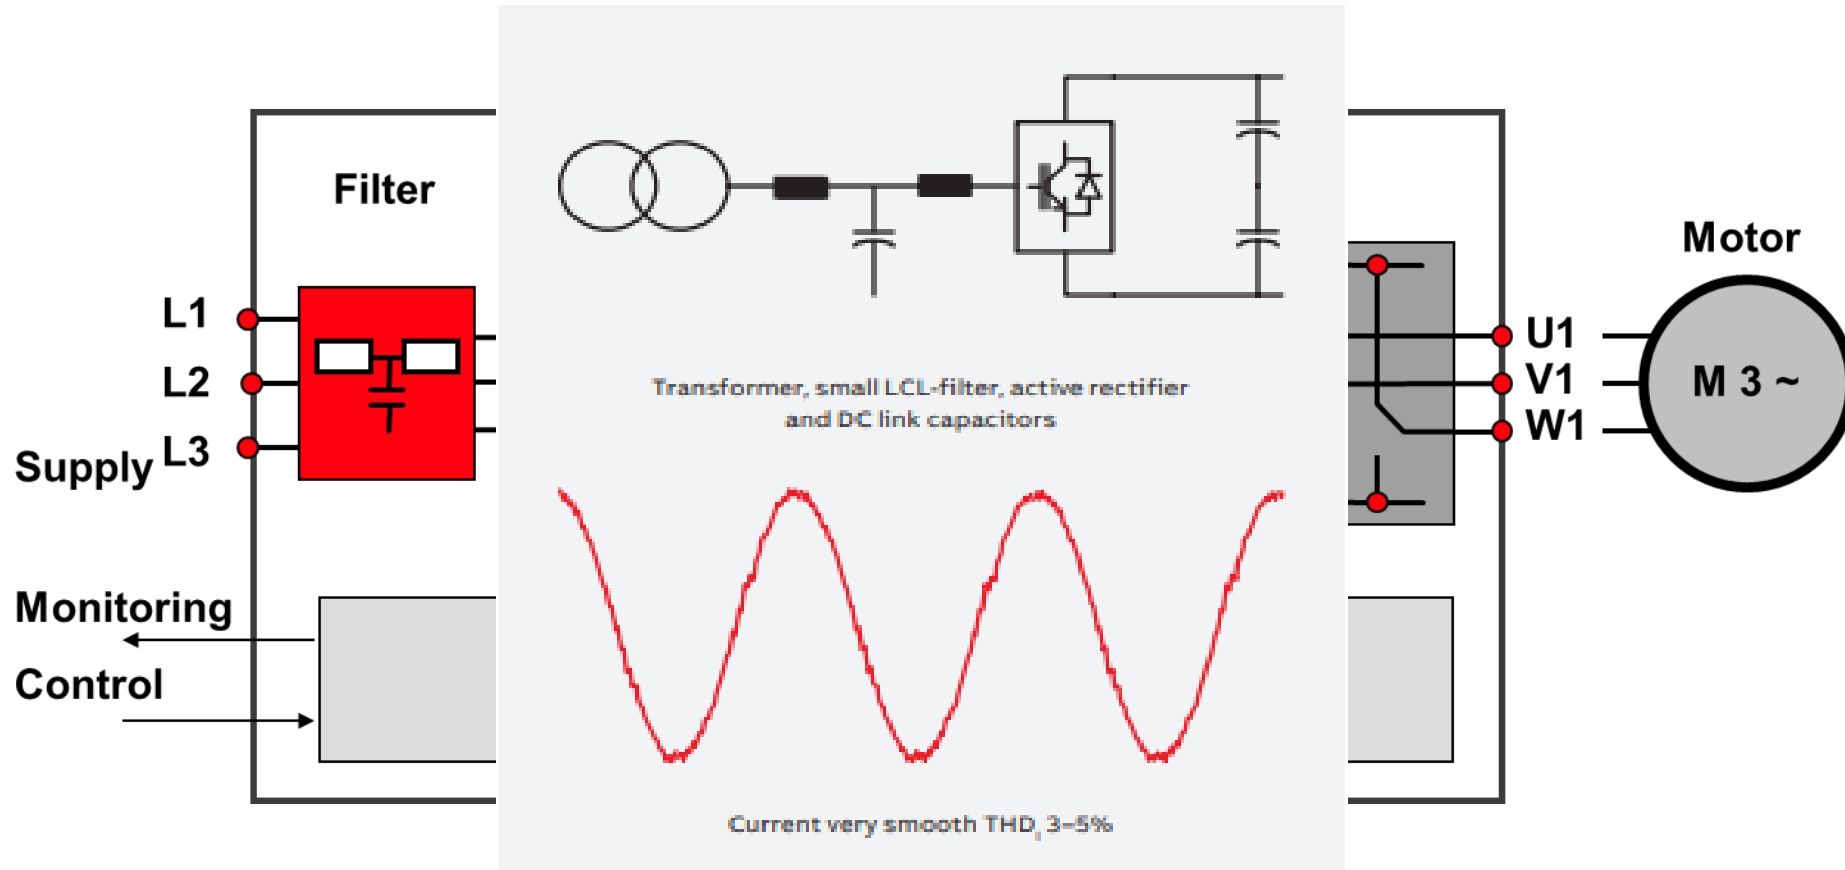 Filter
Motor
L1
L2
L3
Supply
U1
V1
W1
M 3 ~
Transformer, small LCL-filter, active rectifier
and DC link capacitors
Monitoring
Control
Current very smooth THDI 3–5%